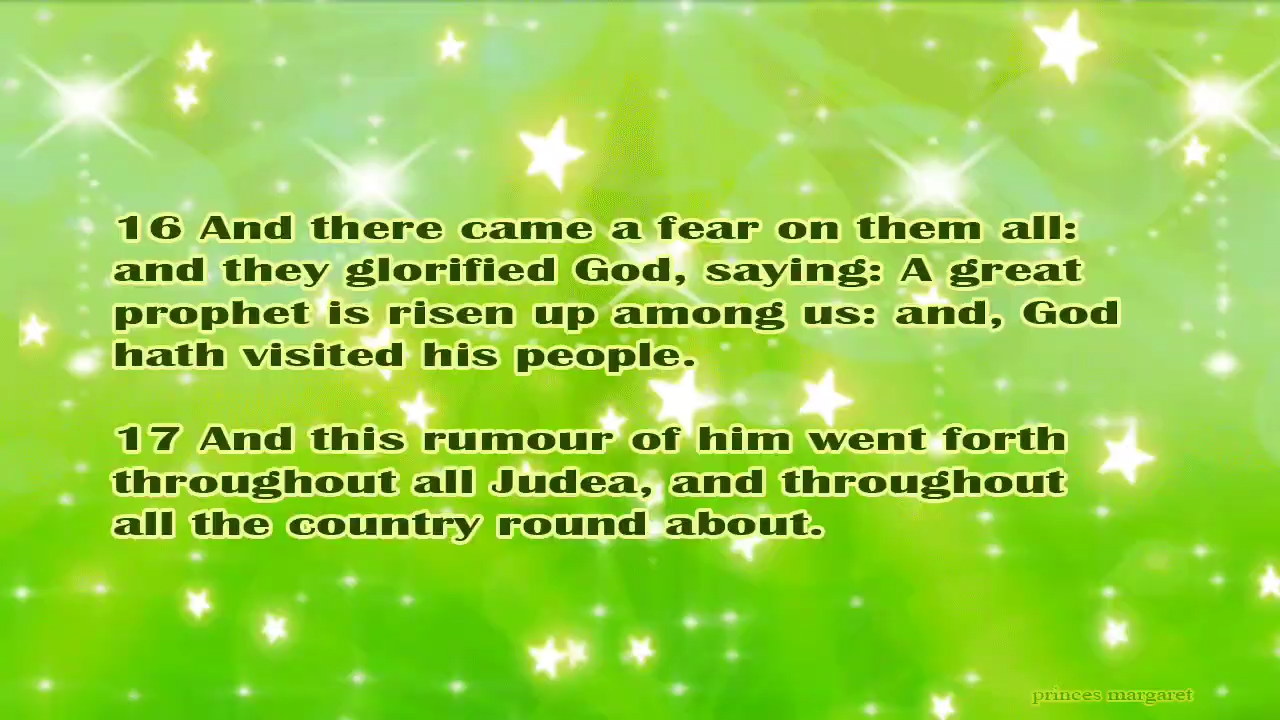 16 And there came a fear on them all:
and they glorified God, saying: A great
prophet is risen up among us: and, God
hath visited his people.
17 And this rumour of him went forth
throughout all Judea, and throughout
all the country round about.
princes margaret